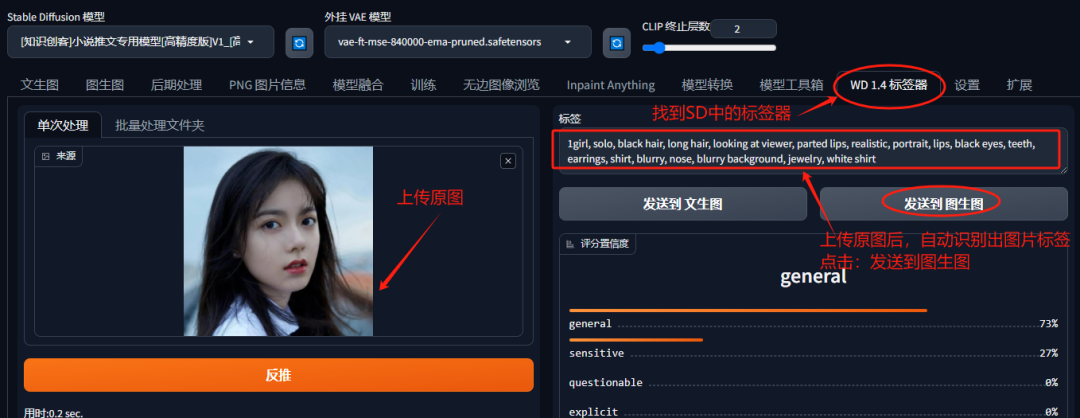 Stable Diffusion 模型
外挂 VAE 模型
CLIP 终止层数
2
[知识创客]小说推文专用模型[高精度版]V1_[高
vae-ft-mse-840000-ema-pruned.safetensors
文生图 图生图 后期处理 PNG 图片信息 模型融合 训练 无边图像浏览 Inpaint Anything 模型转换 模型工具箱 WD 1.4 标签器 设置 扩展
找到SD中的标签器
单次处理 批量处理文件夹
来源
上传原图
反推
用时:0.2 sec.
标签
1girl, solo, black hair, long hair, looking at viewer, parted lips, realistic, portrait, lips, black eyes, teeth,
earrings, shirt, blurry, nose, blurry background, jewelry, white shirt
发送到 文生图 发送到 图生图
上传原图后，自动识别出图片标签
点击：发送到图生图
评分置信度
general
general 73%
sensitive 27%
questionable 0%
explicit 0%